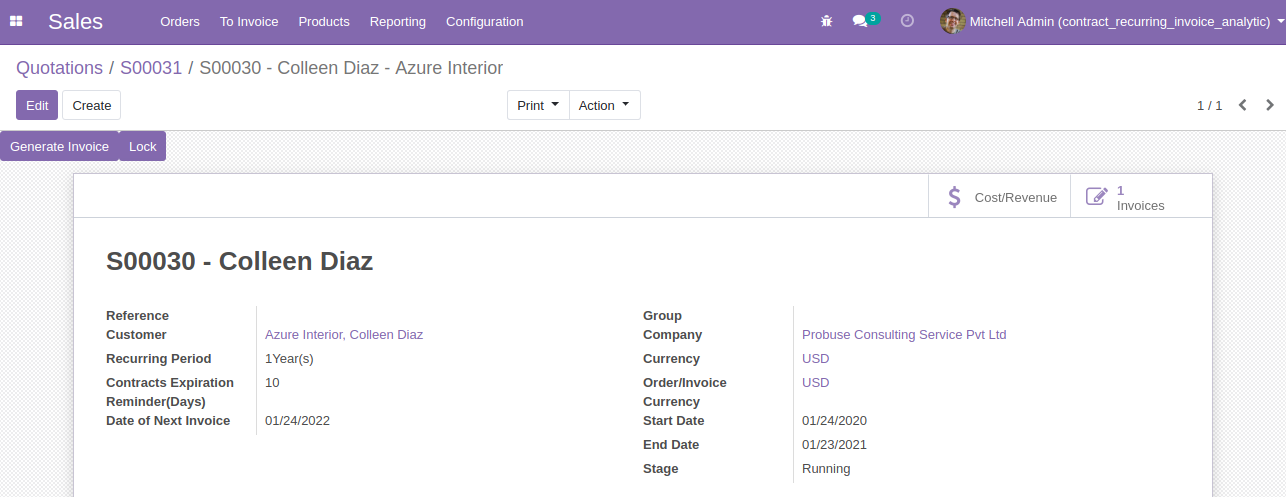 Sales Orders To Invoice Products Reporting Configuration 3 Mitchell Admin (contract_recurring_invoice_analytic)
Quotations / S00031 / S00030 - Colleen Diaz - Azure Interior
Edit Create Print Action 1 / 1
Generate Invoice Lock
$ Cost/Revenue 1
Invoices
S00030 - Colleen Diaz
Reference
Customer Azure Interior, Colleen Diaz
Recurring Period 1Year(s)
Contracts Expiration 10
Reminder(Days)
Date of Next Invoice 01/24/2022
Group
Company Probuse Consulting Service Pvt Ltd
Currency USD
Order/Invoice USD
Currency
Start Date 01/24/2020
End Date 01/23/2021
Stage Running